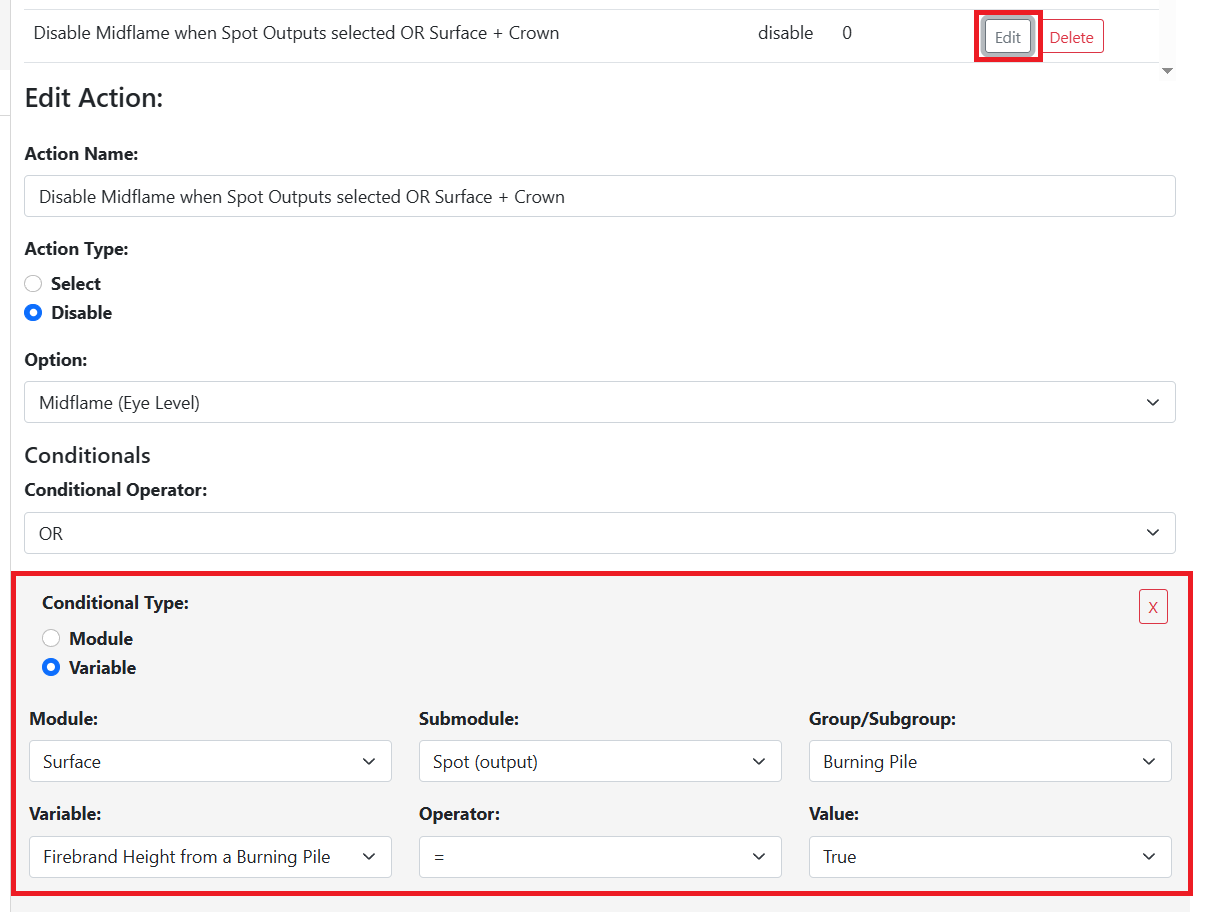 Disable Midflame when Spot Outputs selected OR Surface + Crown disable 0 Edit Delete
Edit Action:
Action Name:
Disable Midflame when Spot Outputs selected OR Surface + Crown
Action Type:
Select
Disable
Option:
Midflame (Eye Level)
Conditionals
Conditional Operator:
OR
Conditional Type: X
Module
Variable
Module: Submodule: Group/Subgroup:
Surface Spot (output) Burning Pile
Variable: Operator: Value:
Firebrand Height from a Burning Pile = True